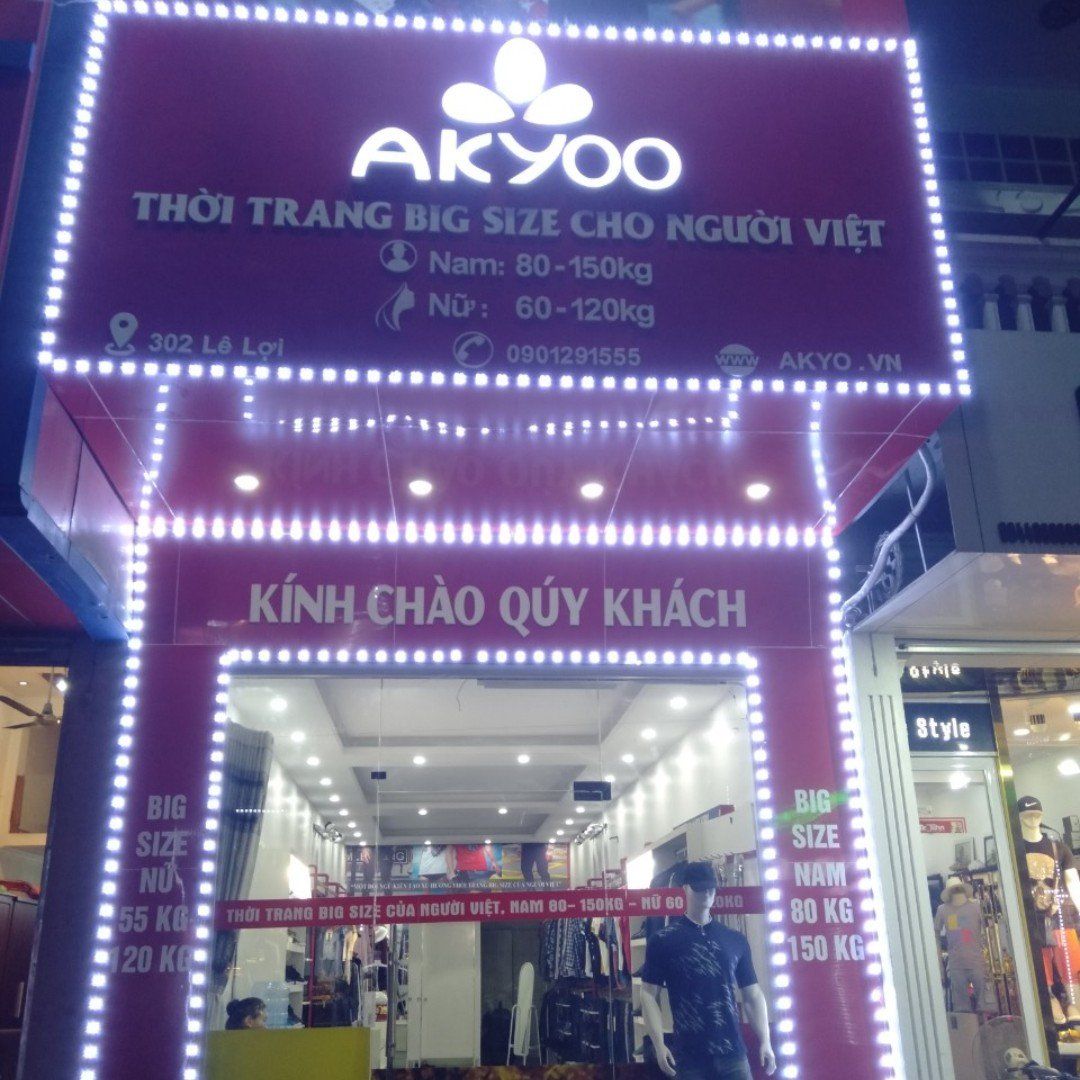 AKYOO
THỜI TRANG BIG SIZE CHO NGƯỜI VIỆT
Nam: 80-150kg
Nữ: 60-120kg
302 Lê Lợi
0901291555
www AKYO.VN
KÍNH CHÀO QÚY KHÁCH
BIG
SIZE
NỮ
55 KG
120 KG
BIG
SIZE
NAM
80 KG
150 KG
THỜI TRANG BIG SIZE CỦA NGƯỜI VIỆT, NAM 80- 150KG - NỮ 60
Style